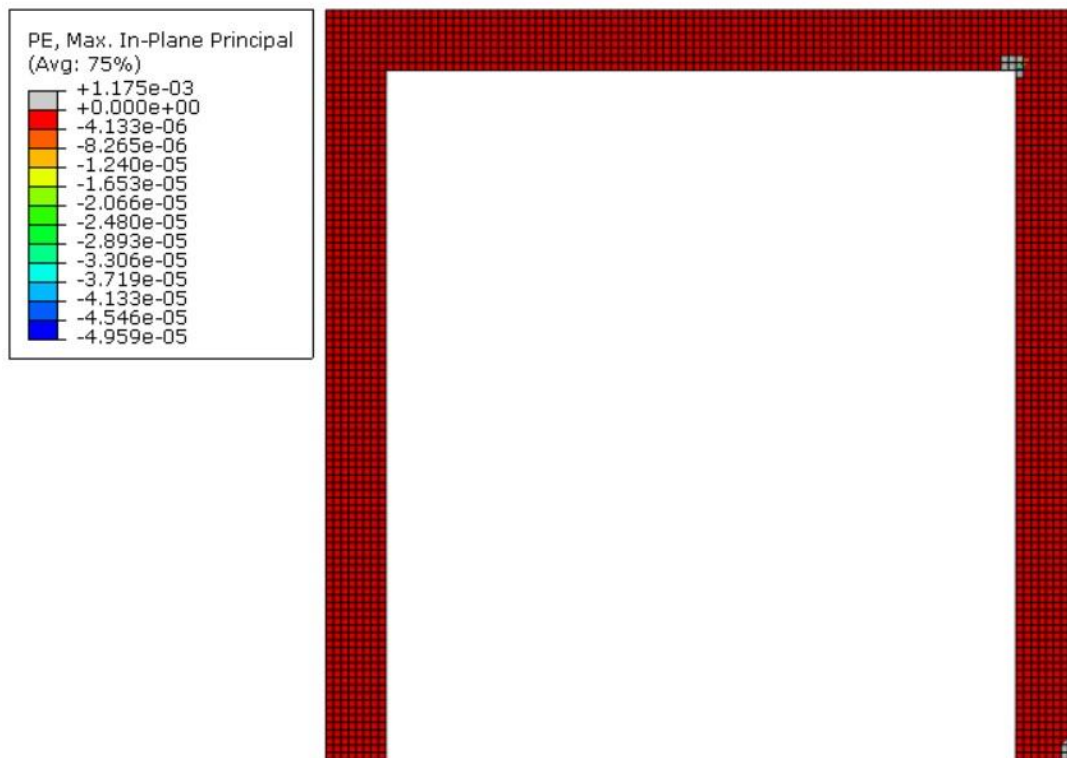 PE, Max. In-Plane Principal
(Avg: 75%)
+1.175e-03
+0.000e+00
-4.133e-06
-8.265e-06
-1.240e-05
-1.653e-05
-2.066e-05
-2.480e-05
-2.893e-05
-3.306e-05
-3.719e-05
-4.133e-05
-4.546e-05
-4.959e-05